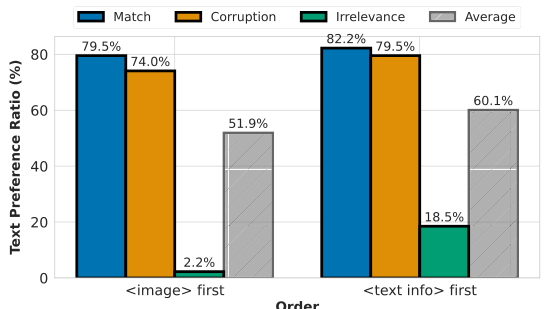 Match Corruption Irrelevance Average
Text Preference Ratio (%)
80
60
40
20
0
79.5%
74.0%
2.2%
51.9%
82.2%
79.5%
18.5%
60.1%
<image> first
<text info> first
Order